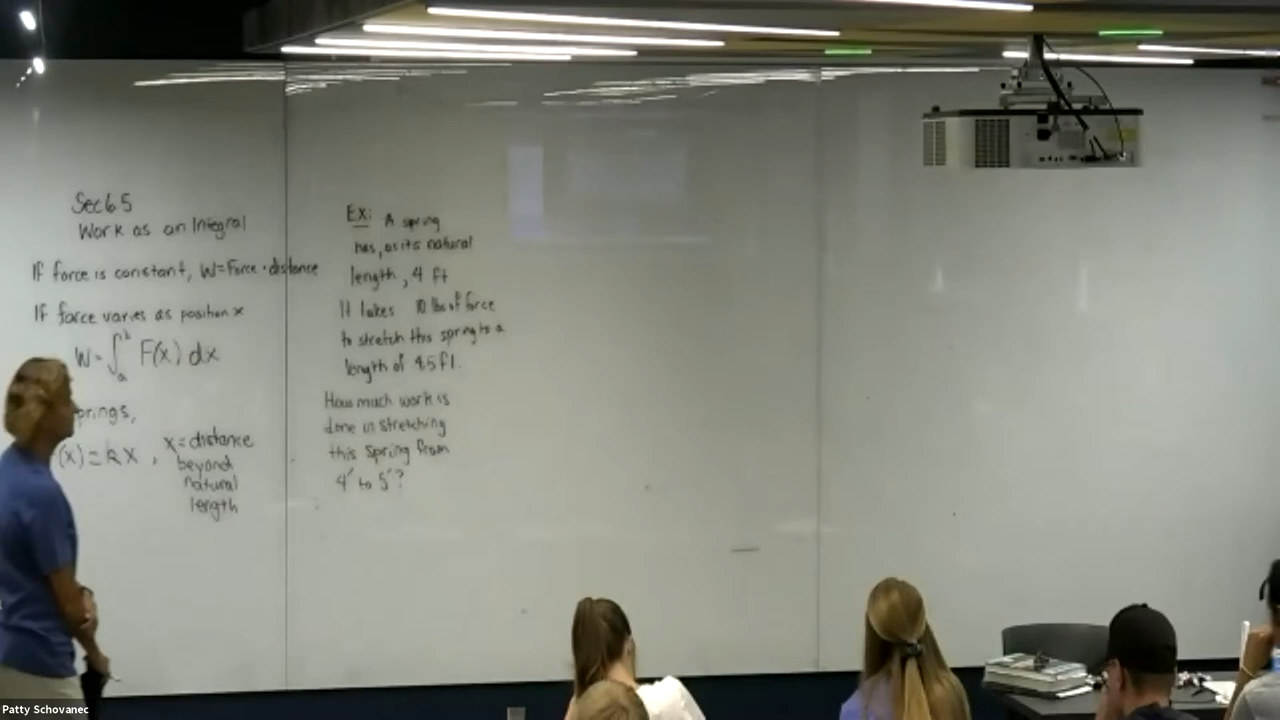 Sec 6.5
Work as an Integral
If force is constant, W=Force · distance
If force varies as position x
W = ∫_a^b F(x) dx
prings,
(x) = kx, x = distance
beyond
natural
length
Ex: A spring
has, as its natural
length, 4 ft
It takes 10 lbs of force
to stretch this spring to a
length of 4.5 ft.
How much work is
done in stretching
this spring from
4' to 5'?
Patty Schovanec